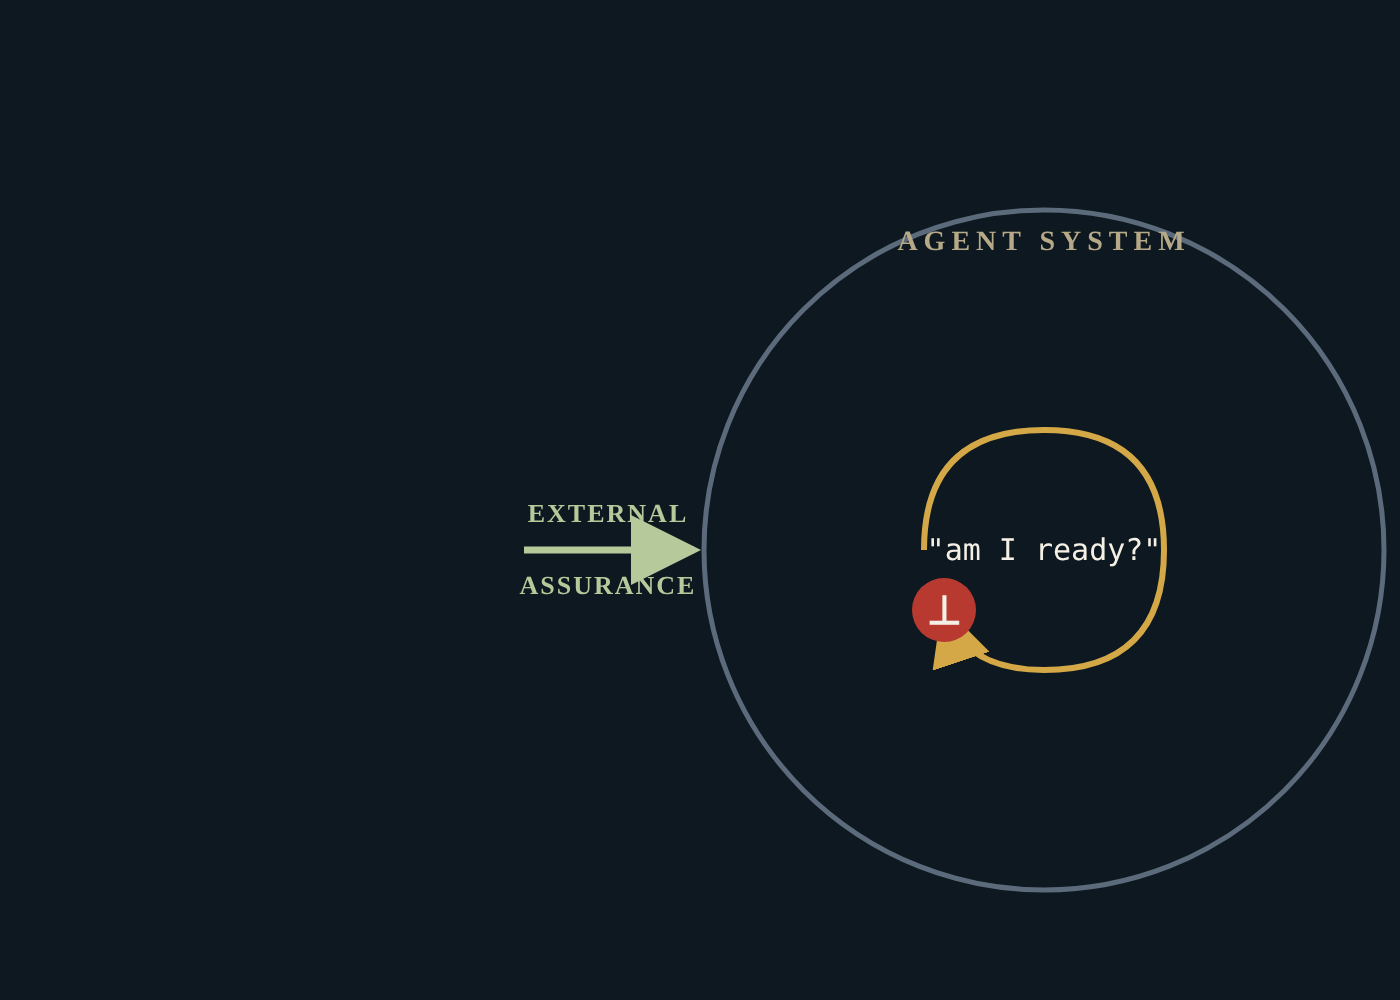 AGENT SYSTEM
EXTERNAL
"am I ready?"
ASSURANCE
⊥